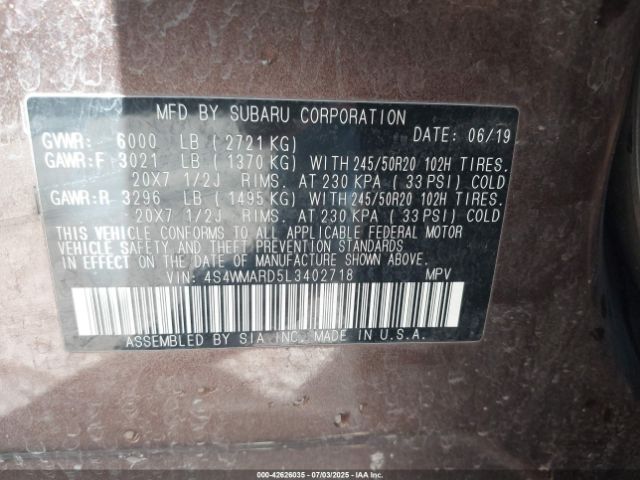 MFD BY SUBARU CORPORATION
GVWR: 6000 LB ( 2721 KG) DATE: 06/19
GAWR:F 3021 LB ( 1370 KG) WITH 245/50R20 102H TIRES.
20X7 1/2J RIMS. AT 230 KPA ( 33 PSI) COLD
GAWR:R 3296 LB ( 1495 KG) WITH 245/50R20 102H TIRES.
20X7 1/2J RIMS. AT 230 KPA ( 33 PSI) COLD
THIS VEHICLE CONFORMS TO ALL APPLICABLE FEDERAL MOTOR
VEHICLE SAFETY AND THEFT PREVENTION STANDARDS
IN EFFECT ON THE DATE OF MANUFACTURE SHOWN ABOVE.
VIN: 4S4WMARD5L3402718 MPV
ASSEMBLED BY SIA INC. MADE IN U.S.A.
000-42626035 - 07/03/2025 - IAAI.COM